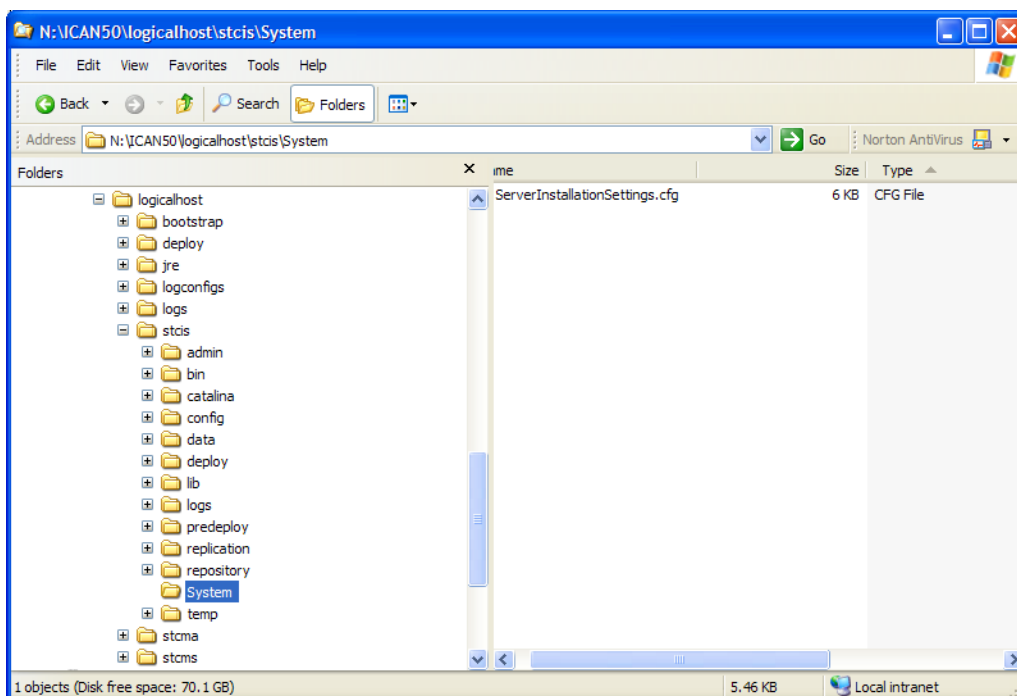 N:\ICAN50\logicalhost\stcis\System
File Edit View Favorites Tools Help
Back Search Folders
Address N:\ICAN50\logicalhost\stcis\System Go Norton AntiVirus
Folders
logicalhost
bootstrap
deploy
jre
logconfigs
logs
stcis
admin
bin
catalina
config
data
deploy
lib
logs
predeploy
replication
repository
System
temp
stcma
stcms
me Size Type
ServerInstallationSettings.cfg 6 KB CFG File
1 objects (Disk free space: 70.1 GB) 5.46 KB Local intranet